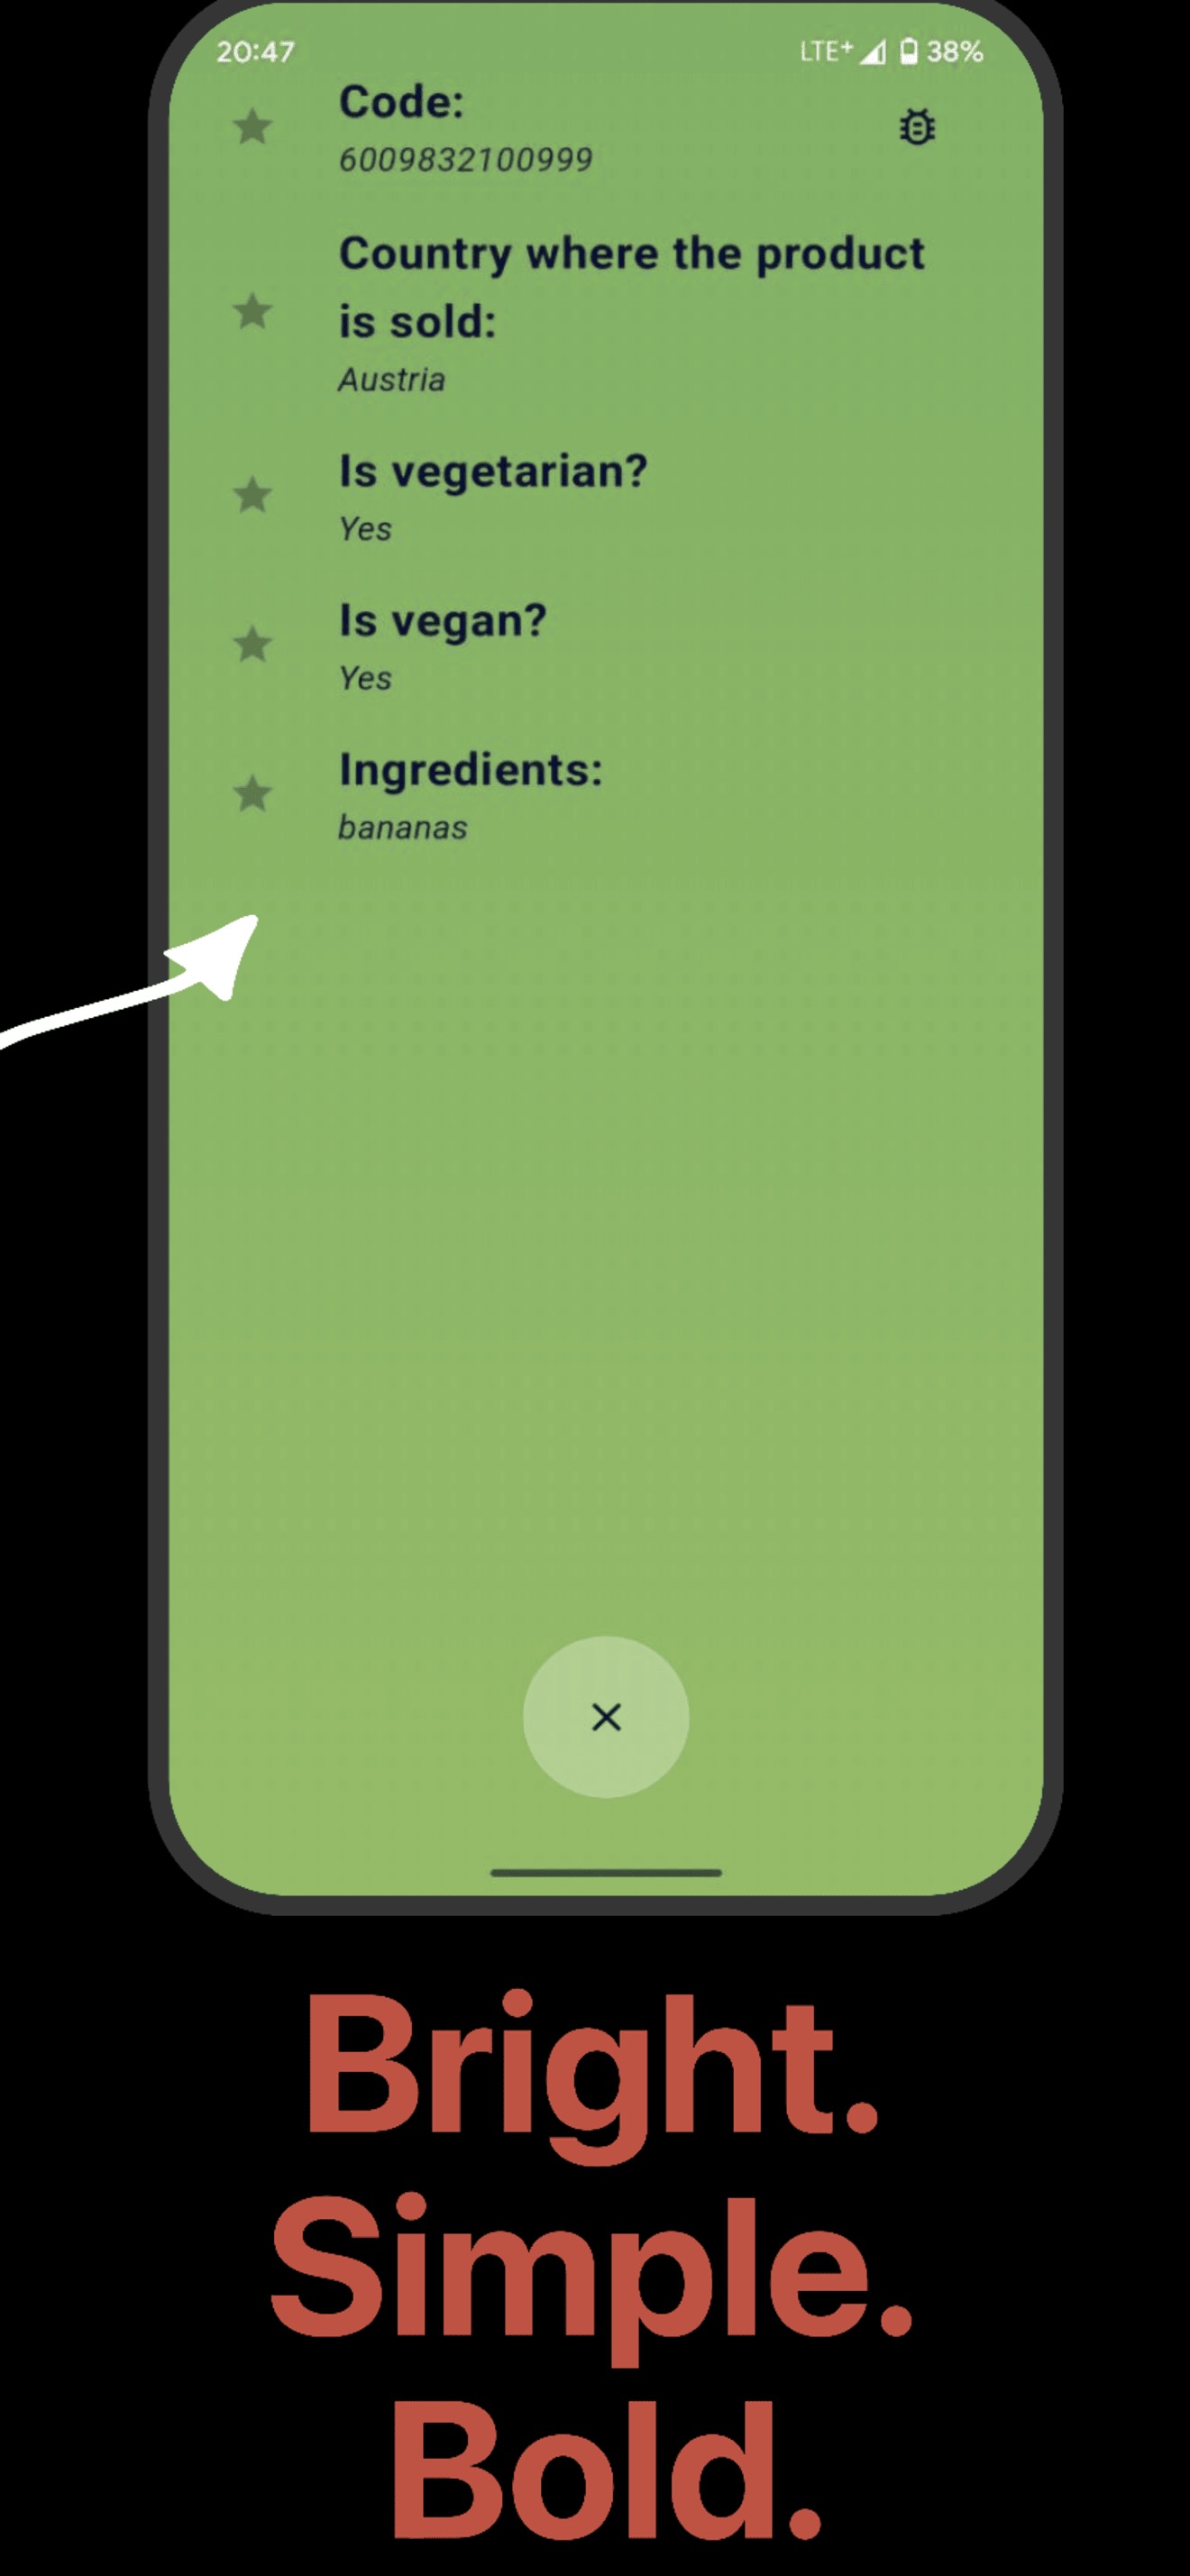 20:47
LTE+ 38%
Code:
6009832100999
Country where the product
is sold:
Austria
Is vegetarian?
Yes
Is vegan?
Yes
Ingredients:
bananas
Bright.
Simple.
Bold.